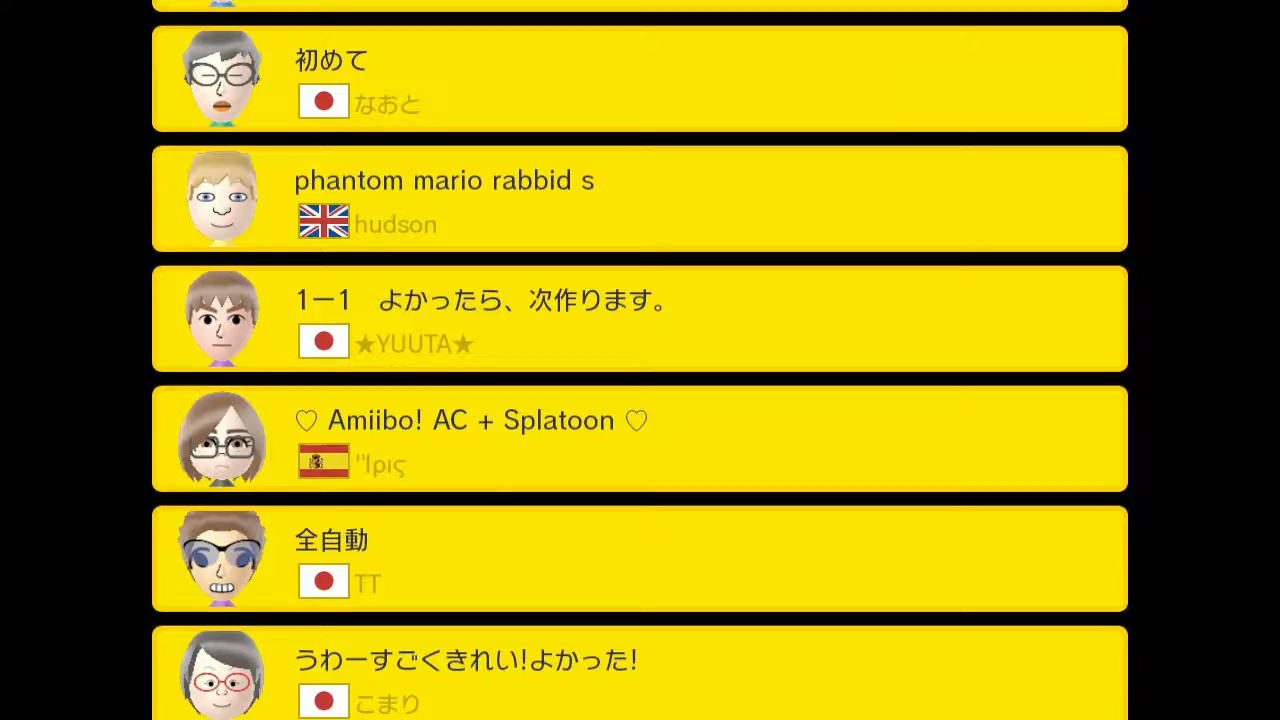 初めて
なおと
phantom mario rabbid s
hudson
1ー1　よかったら、次作ります。
★YUUTA★
♡ Amiibo! AC + Splatoon ♡
"Ιρις
全自動
TT
うわーすごくきれい!よかった!
こまり